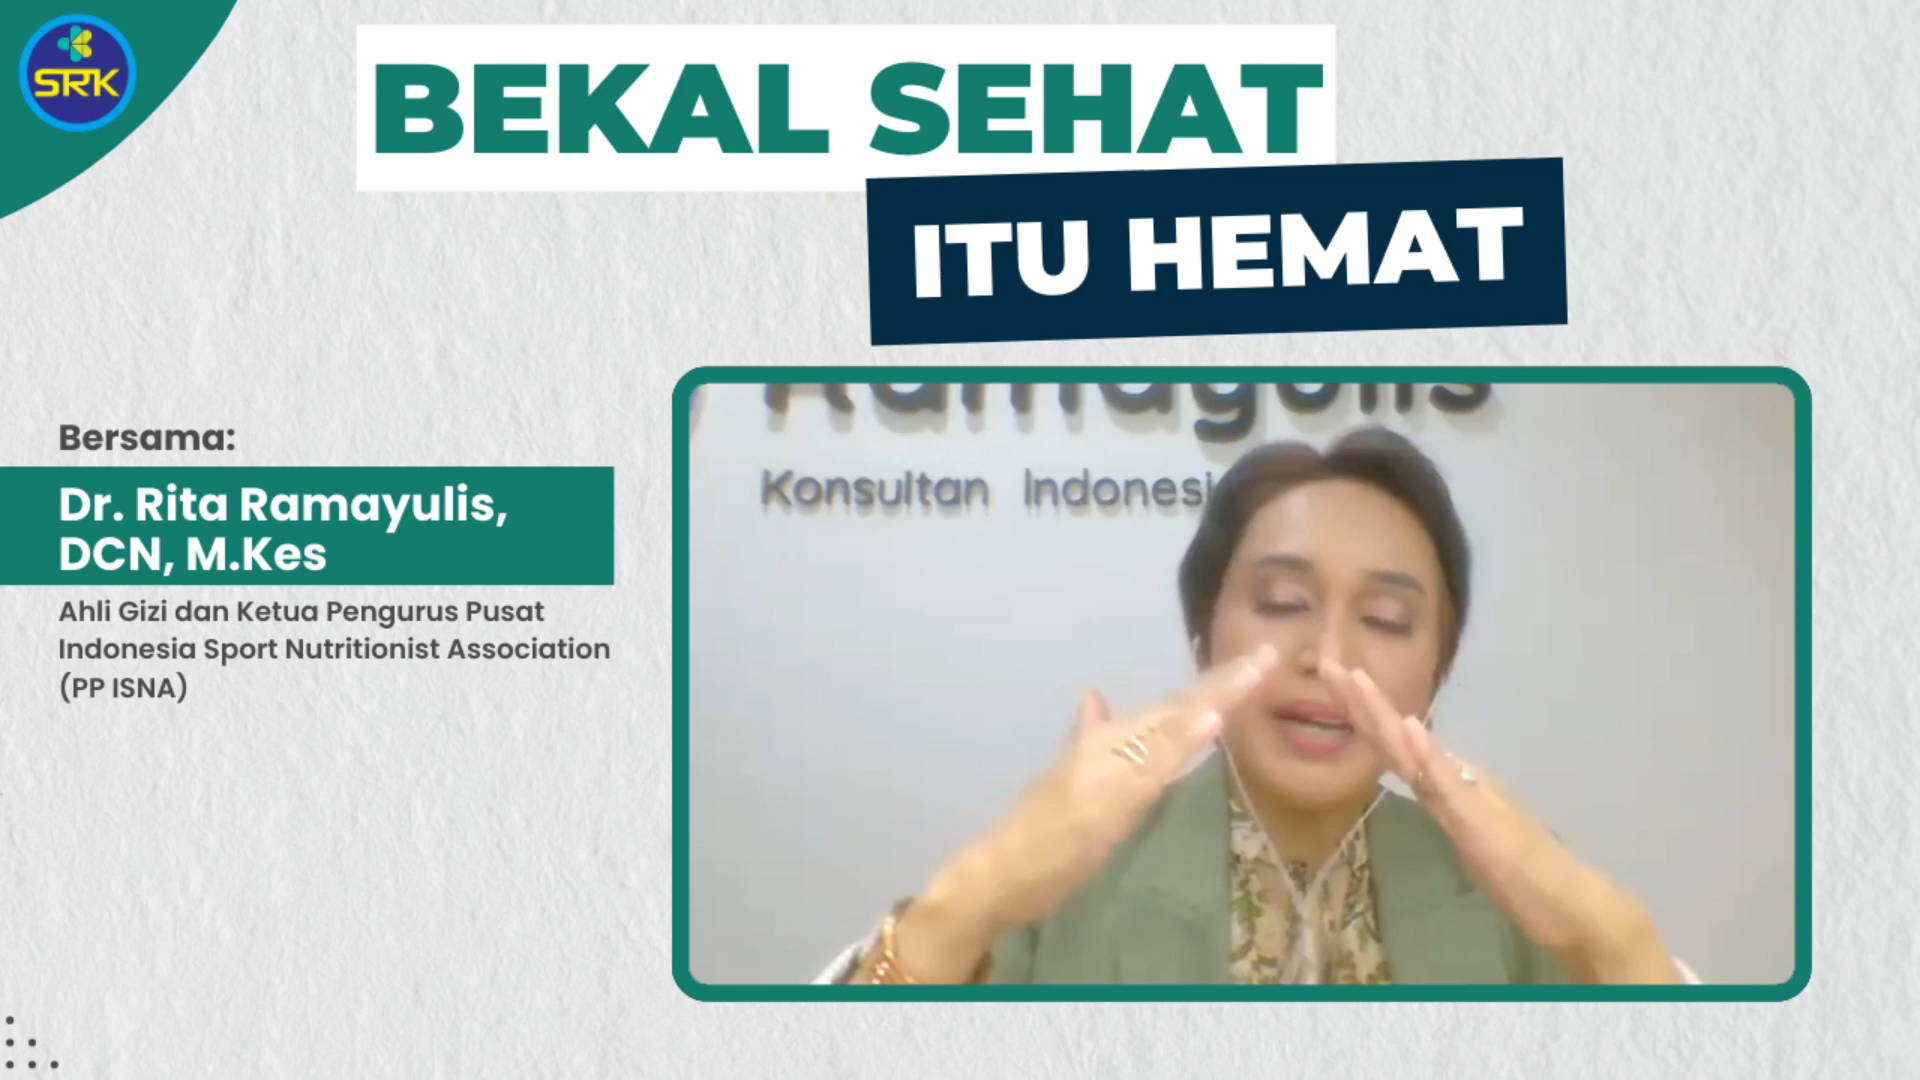 SRK
BEKAL SEHAT
ITU HEMAT
Bersama:
Dr. Rita Ramayulis,
DCN, M.Kes
Ahli Gizi dan Ketua Pengurus Pusat
Indonesia Sport Nutritionist Association
(PP ISNA)
Ramayulis
Konsultan Indonesi